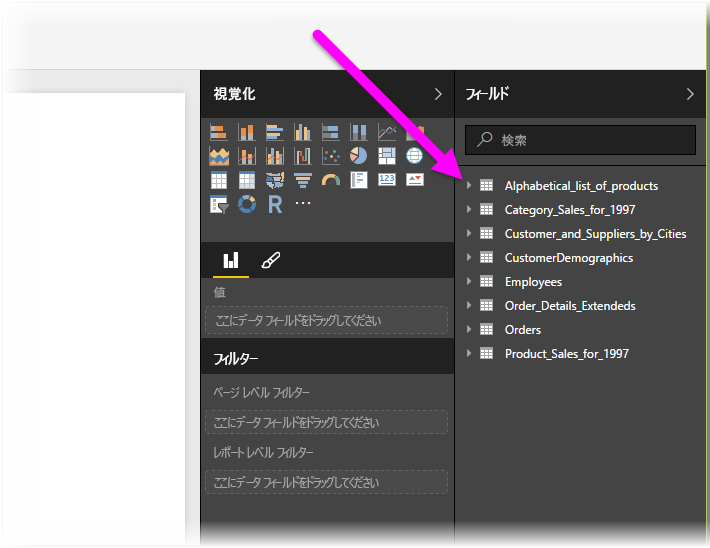 視覚化
値
ここにデータ フィールドをドラッグしてください
フィルター
ページ レベル フィルター
ここにデータ フィールドをドラッグしてください
レポート レベル フィルター
ここにデータ フィールドをドラッグしてください
フィールド
検索
Alphabetical_list_of_products
Category_Sales_for_1997
Customer_and_Suppliers_by_Cities
CustomerDemographics
Employees
Order_Details_Extendeds
Orders
Product_Sales_for_1997
R
123